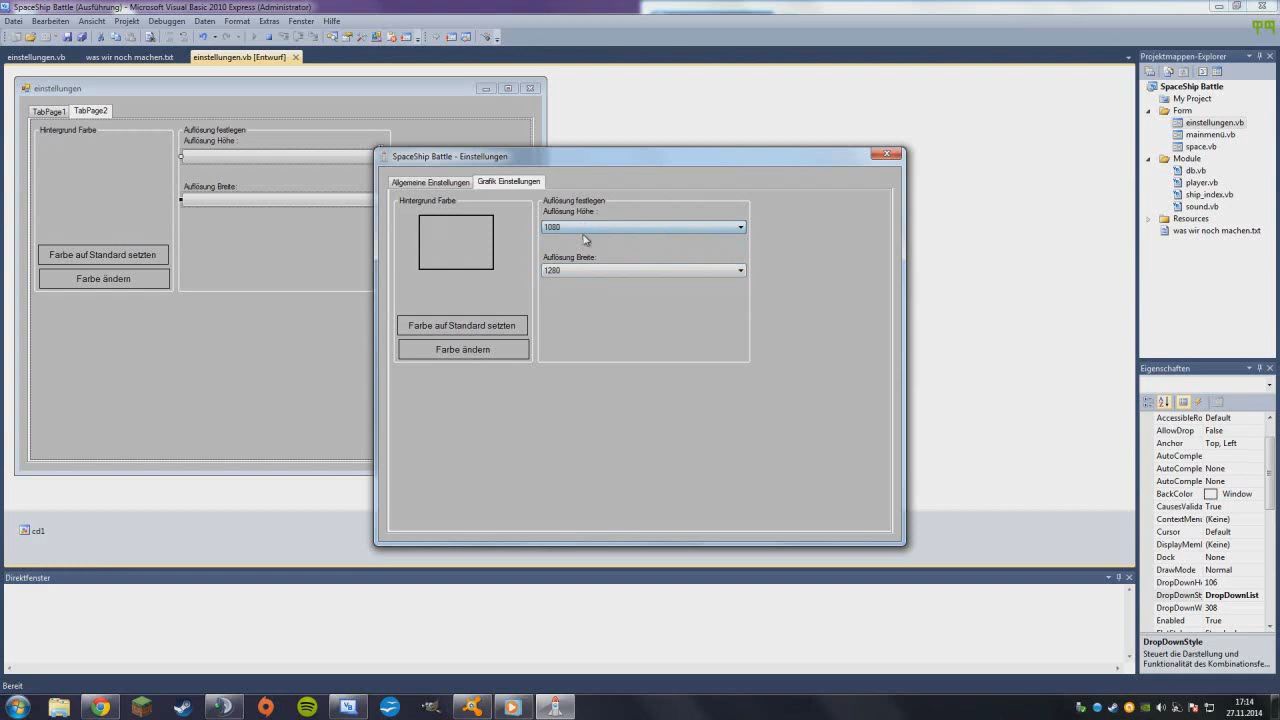 SpaceShip Battle (Ausführung) - Microsoft Visual Basic 2010 Express (Administrator)
Datei Bearbeiten Ansicht Projekt Debuggen Daten Format Extras Fenster Hilfe
einstellungen.vb was wir noch machen.txt einstellungen.vb [Entwurf]
einstellungen
TabPage1 TabPage2
Hintergrund Farbe
Auflösung festlegen
Auflösung Höhe :
Auflösung Breite:
Farbe auf Standard setzten
Farbe ändern
SpaceShip Battle - Einstellungen
Allgemeine Einstellungen Grafik Einstellungen
Hintergrund Farbe
Auflösung festlegen
Auflösung Höhe :
1080
Auflösung Breite:
1280
Farbe auf Standard setzten
Farbe ändern
cd1
Direktfenster
Bereit
Projektmappen-Explorer
SpaceShip Battle
My Project
Form
einstellungen.vb
mainmenü.vb
space.vb
Module
db.vb
player.vb
ship_index.vb
sound.vb
Resources
was wir noch machen.txt
Eigenschaften
AccessibleRo Default
AllowDrop False
Anchor Top, Left
AutoComple
AutoComple None
AutoComple None
BackColor Window
CausesValida True
ContextMenu (Keine)
Cursor Default
DisplayMeml (Keine)
Dock None
DrawMode Normal
DropDownHe 106
DropDownSty DropDownList
DropDownW 308
Enabled True
DropDownStyle
Steuert die Darstellung und
Funktionalität des Kombinationsfe...
17:14
27.11.2014